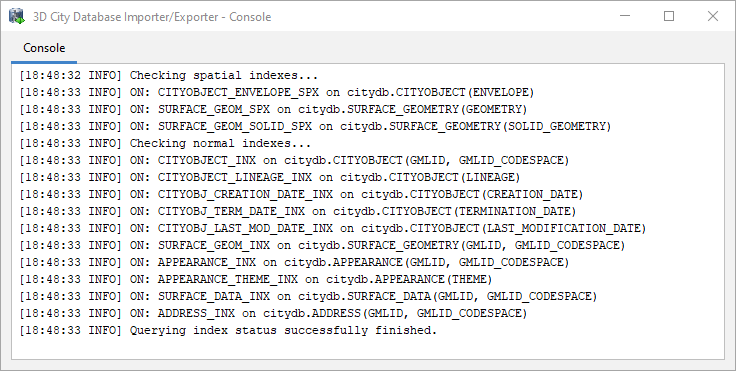 3D City Database Importer/Exporter - Console
Console
[18:48:32 INFO] Checking spatial indexes...
[18:48:33 INFO] ON: CITYOBJECT_ENVELOPE_SPX on citydb.CITYOBJECT(ENVELOPE)
[18:48:33 INFO] ON: SURFACE_GEOM_SPX on citydb.SURFACE_GEOMETRY(GEOMETRY)
[18:48:33 INFO] ON: SURFACE_GEOM_SOLID_SPX on citydb.SURFACE_GEOMETRY(SOLID_GEOMETRY)
[18:48:33 INFO] Checking normal indexes...
[18:48:33 INFO] ON: CITYOBJECT_INX on citydb.CITYOBJECT(GMLID, GMLID_CODESPACE)
[18:48:33 INFO] ON: CITYOBJECT_LINEAGE_INX on citydb.CITYOBJECT(LINEAGE)
[18:48:33 INFO] ON: CITYOBJ_CREATION_DATE_INX on citydb.CITYOBJECT(CREATION_DATE)
[18:48:33 INFO] ON: CITYOBJ_TERM_DATE_INX on citydb.CITYOBJECT(TERMINATION_DATE)
[18:48:33 INFO] ON: CITYOBJ_LAST_MOD_DATE_INX on citydb.CITYOBJECT(LAST_MODIFICATION_DATE)
[18:48:33 INFO] ON: SURFACE_GEOM_INX on citydb.SURFACE_GEOMETRY(GMLID, GMLID_CODESPACE)
[18:48:33 INFO] ON: APPEARANCE_INX on citydb.APPEARANCE(GMLID, GMLID_CODESPACE)
[18:48:33 INFO] ON: APPEARANCE_THEME_INX on citydb.APPEARANCE(THEME)
[18:48:33 INFO] ON: SURFACE_DATA_INX on citydb.SURFACE_DATA(GMLID, GMLID_CODESPACE)
[18:48:33 INFO] ON: ADDRESS_INX on citydb.ADDRESS(GMLID, GMLID_CODESPACE)
[18:48:33 INFO] Querying index status successfully finished.